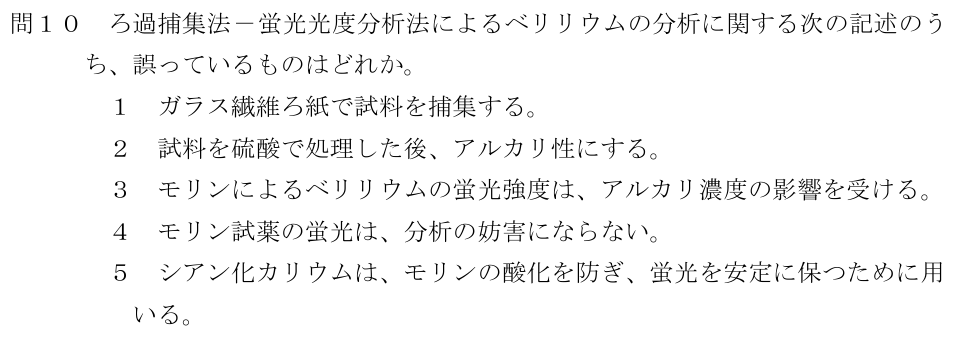 問１０　ろ過捕集法－蛍光光度分析法によるベリリウムの分析に関する次の記述のう
ち、誤っているものはどれか。
１　ガラス繊維ろ紙で試料を捕集する。
２　試料を硫酸で処理した後、アルカリ性にする。
３　モリンによるベリリウムの蛍光強度は、アルカリ濃度の影響を受ける。
４　モリン試薬の蛍光は、分析の妨害にならない。
５　シアン化カリウムは、モリンの酸化を防ぎ、蛍光を安定に保つために用
いる。